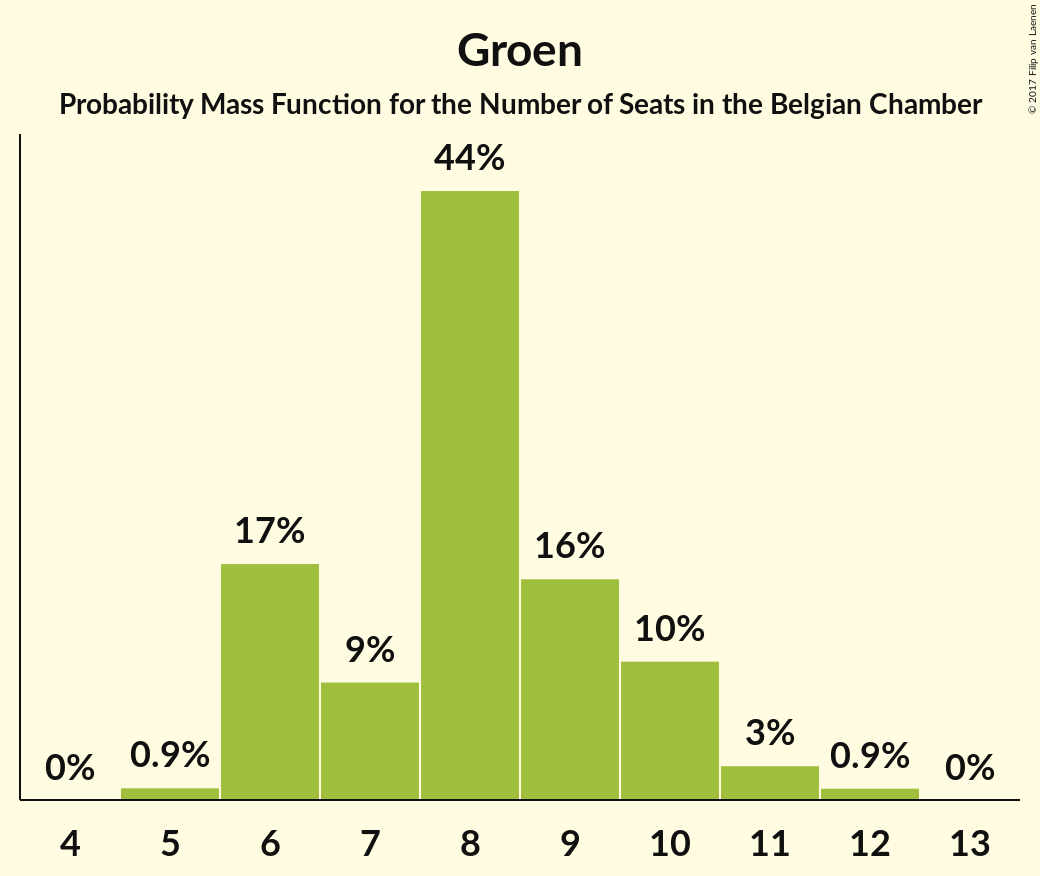 Groen
Probability Mass Function for the Number of Seats in the Belgian Chamber
© 2017 Filip van Laenen
44%
17%
16%
9%
10%
3%
0%
0.9%
0.9%
0%
4 5 6 7 8 9 10 11 12 13